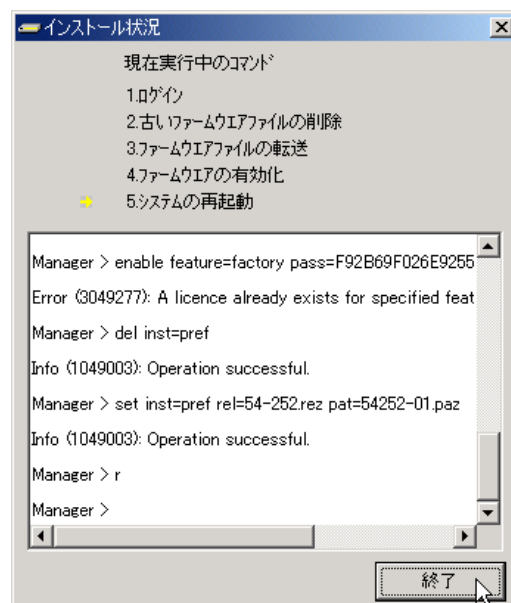 インストール状況
現在実行中のコマンド
1.ログイン
2.古いファームウエアファイルの削除
3.ファームウエアファイルの転送
4.ファームウエアの有効化
5.システムの再起動
Manager > enable feature=factory pass=F92B69F026E9255
Error (3049277): A licence already exists for specified feat
Manager > del inst=pref
Info (1049003): Operation successful.
Manager > set inst=pref rel=54-252.rez pat=54252-01.paz
Info (1049003): Operation successful.
Manager > r
Manager >
終了